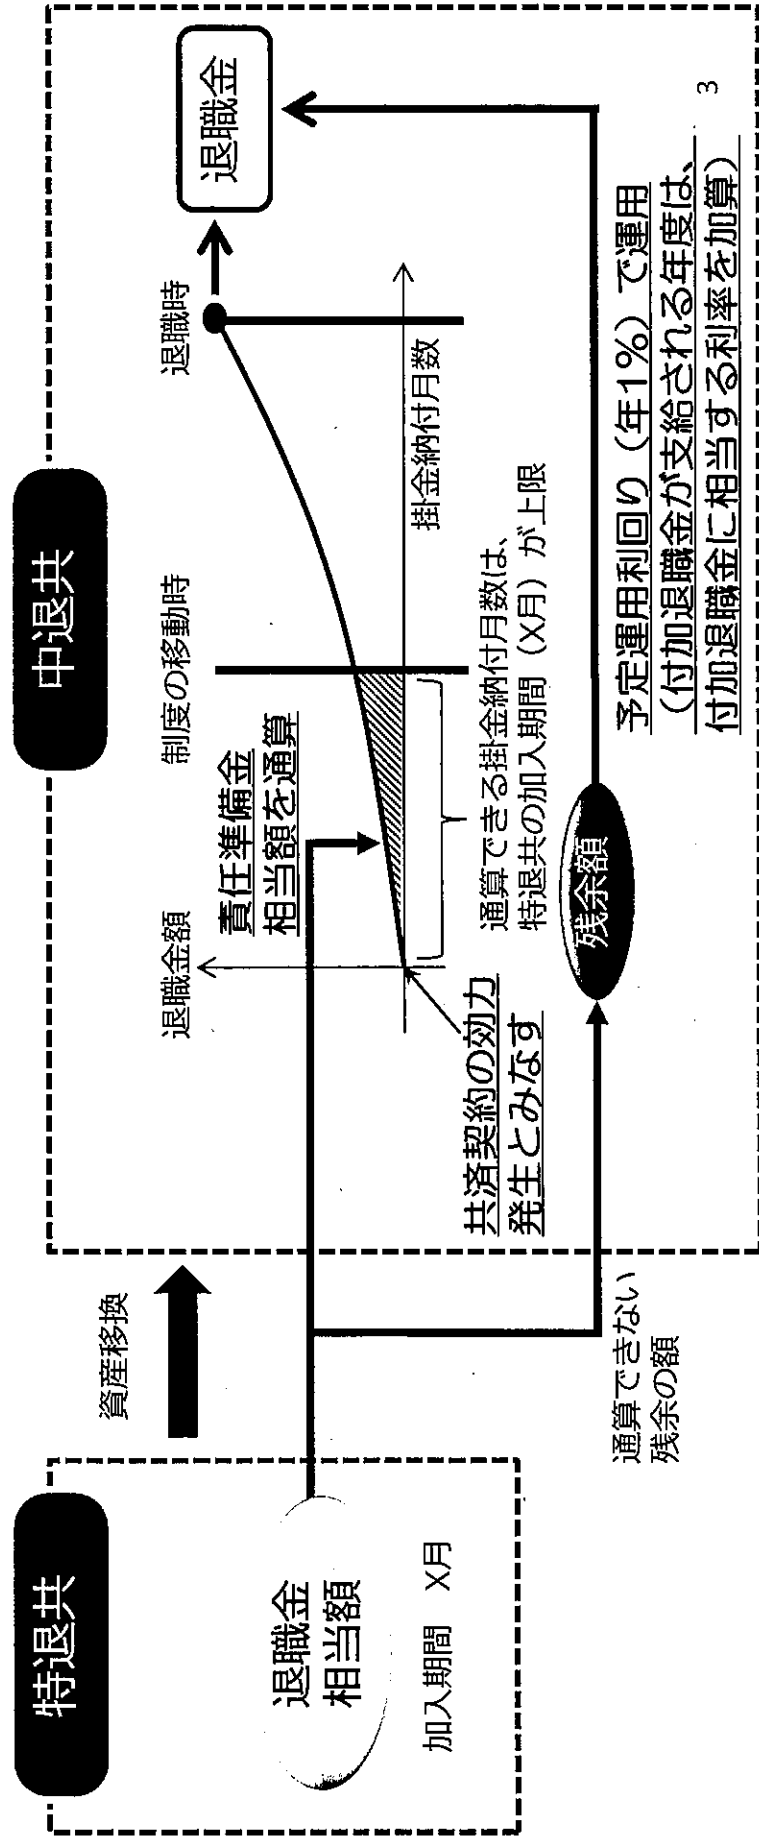 特退共
退職金
相当額
加入期間　X月
資産移換
通算できない
残余の額
中退共
退職金額
制度の移動時
退職時
責任準備金
相当額を通算
退職金
掛金納付月数
共済契約の効力
発生とみなす
通算できる掛金納付月数は、
特退共の加入期間（X月）が上限
残余額
予定運用利回り（年1％）で運用
（付加退職金が支給される年度は、
付加退職金に相当する利率を加算）
3